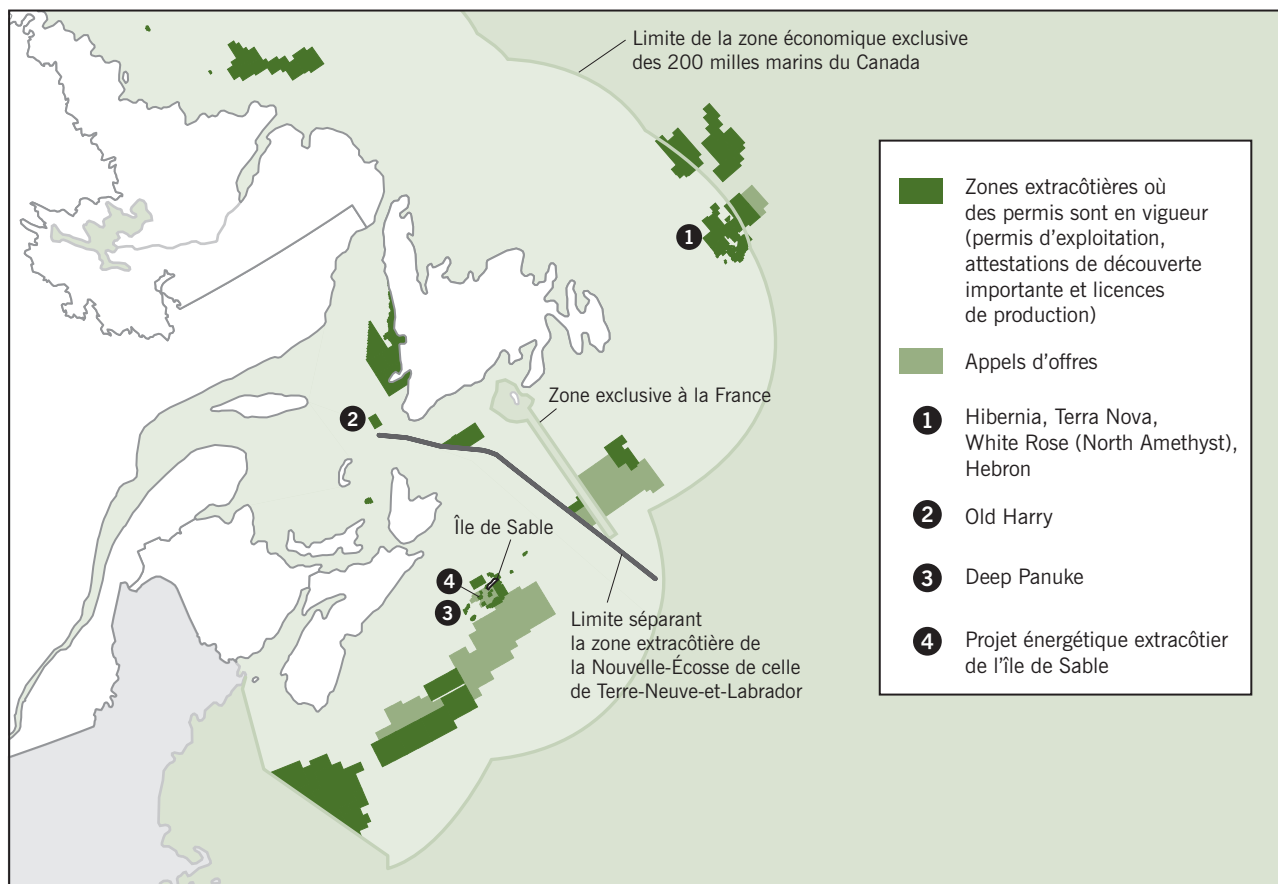 Limite de la zone économique exclusive
des 200 milles marins du Canada
1
2
Zone exclusive à la France
Île de Sable
4
3
Limite séparant
la zone extracôtière de
la Nouvelle-Écosse de celle
de Terre-Neuve-et-Labrador
Zones extracôtières où
des permis sont en vigueur
(permis d'exploitation,
attestations de découverte
importante et licences
de production)
Appels d'offres
1 Hibernia, Terra Nova,
White Rose (North Amethyst),
Hebron
2 Old Harry
3 Deep Panuke
4 Projet énergétique extracôtier
de l'île de Sable